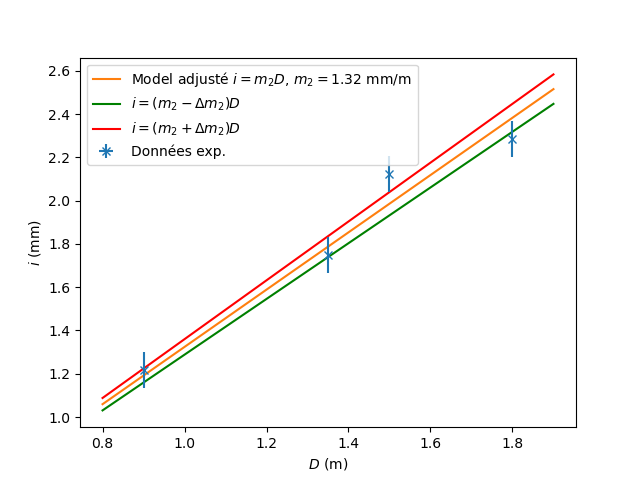 Model adjusté i = m₂D, m₂ = 1.32 mm/m
i = (m₂ − Δm₂)D
i = (m₂ + Δm₂)D
Données exp.
2.6
2.4
2.2
2.0
1.8
1.6
1.4
1.2
1.0
i (mm)
0.8 1.0 1.2 1.4 1.6 1.8
D (m)